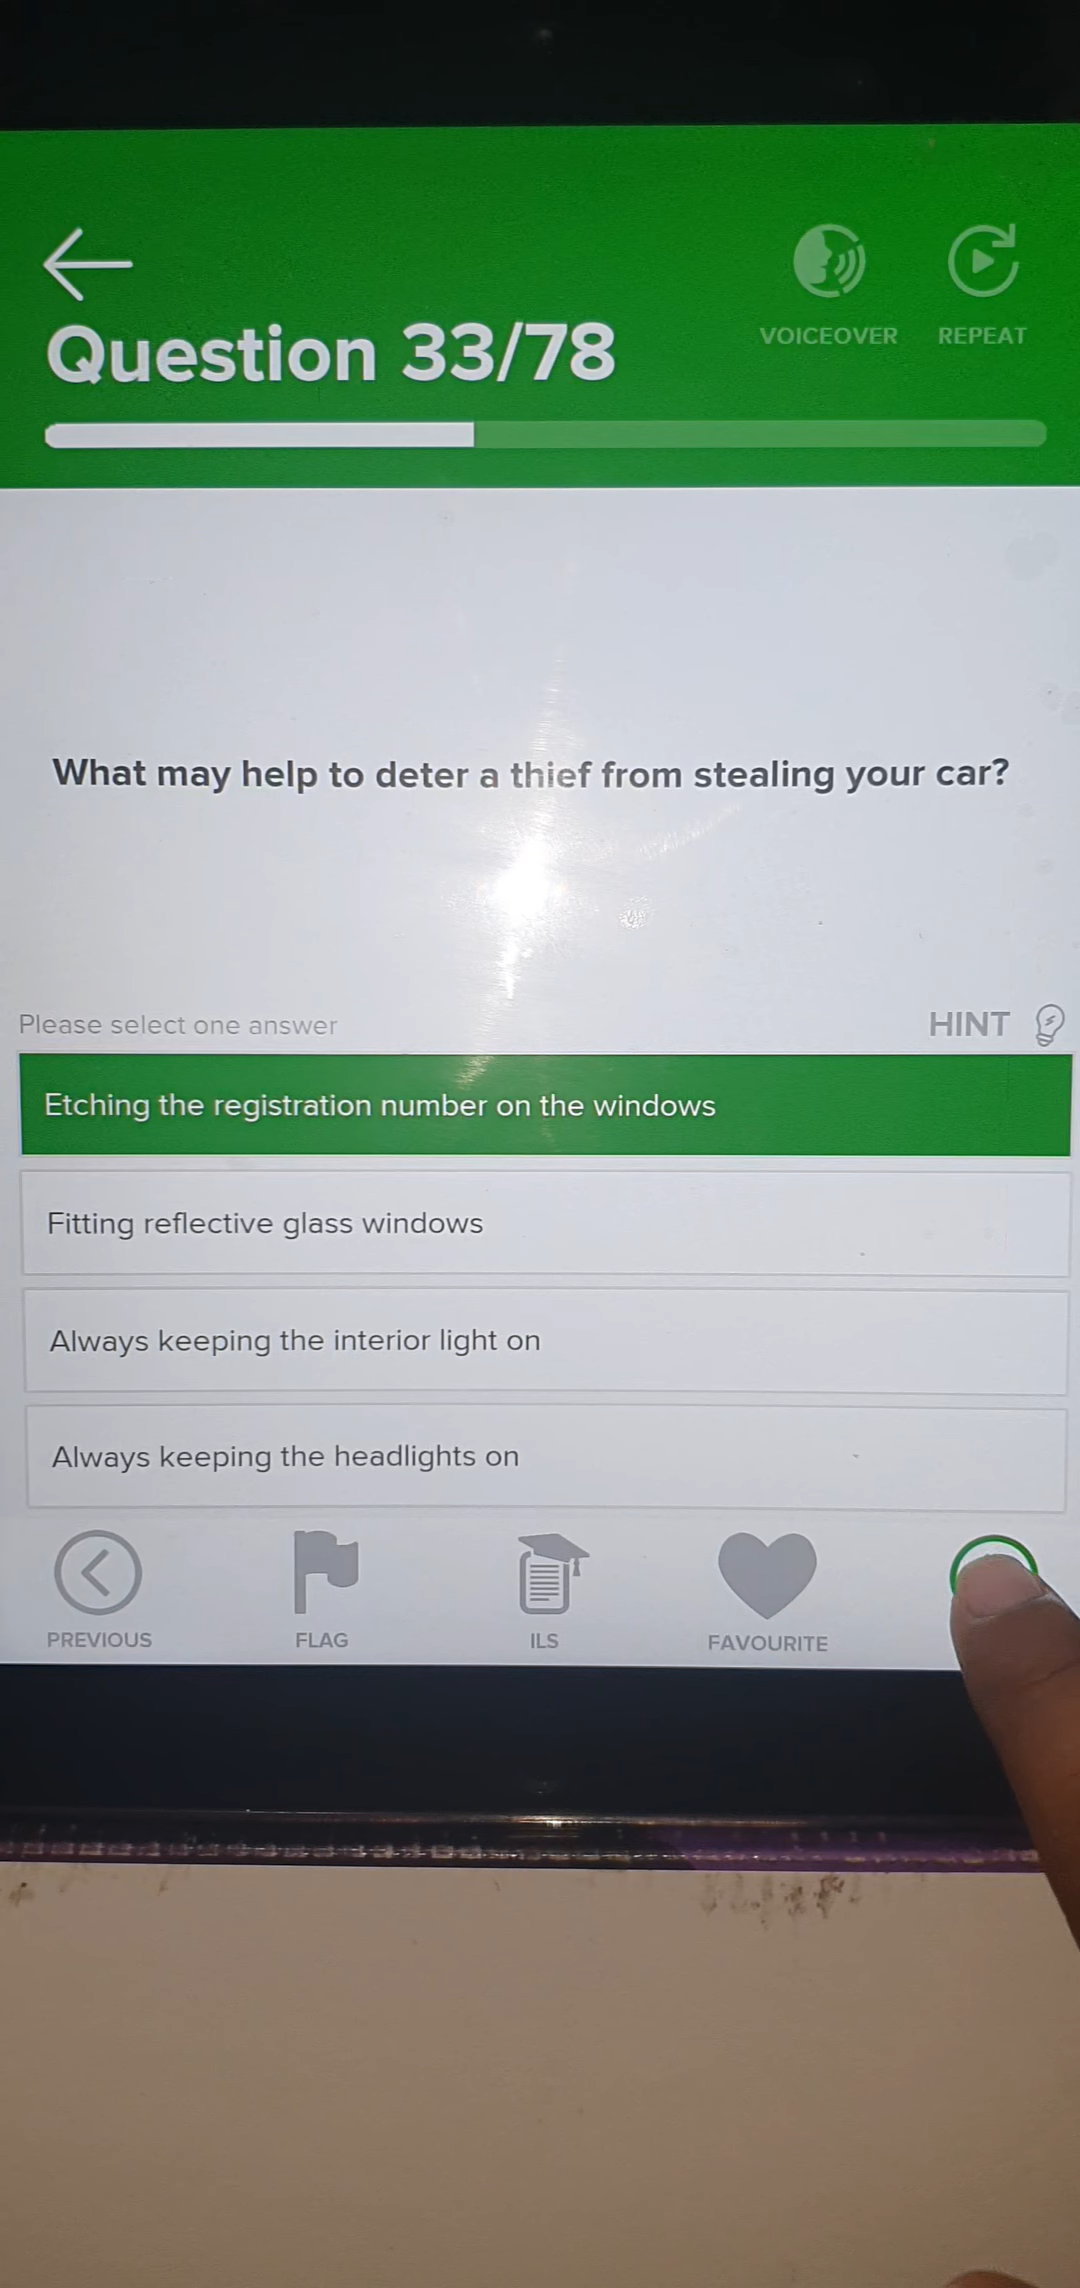 VOICEOVER
REPEAT
Question 33/78
What may help to deter a thief from stealing your car?
Please select one answer
HINT
Etching the registration number on the windows
Fitting reflective glass windows
Always keeping the interior light on
Always keeping the headlights on
PREVIOUS
FLAG
ILS
FAVOURITE